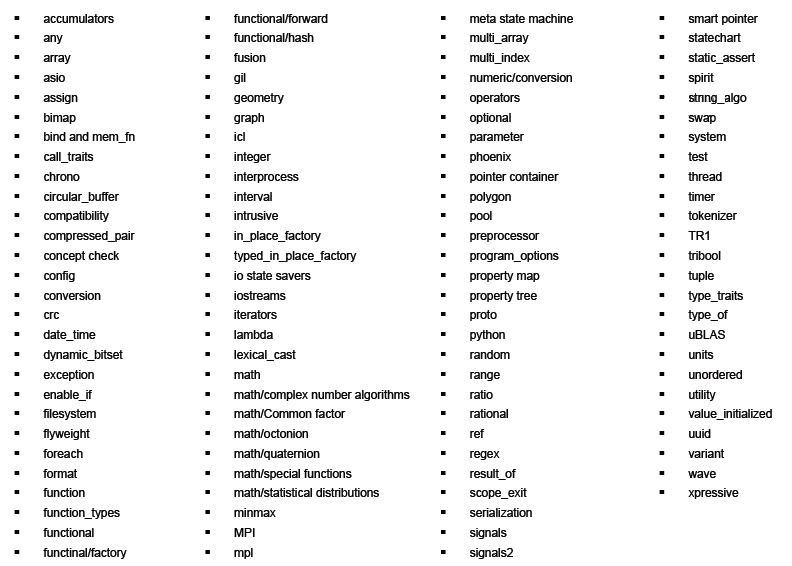 accumulators
any
array
asio
assign
bimap
bind and mem_fn
call_traits
chrono
circular_buffer
compatibility
compressed_pair
concept check
config
conversion
crc
date_time
dynamic_bitset
exception
enable_if
filesystem
flyweight
foreach
format
function
function_types
functional
functinal/factory
functional/forward
functional/hash
fusion
gil
geometry
graph
icl
integer
interprocess
interval
intrusive
in_place_factory
typed_in_place_factory
io state savers
iostreams
iterators
lambda
lexical_cast
math
math/complex number algorithms
math/Common factor
math/octonion
math/quaternion
math/special functions
math/statistical distributions
minmax
MPI
mpl
meta state machine
multi_array
multi_index
numeric/conversion
operators
optional
parameter
phoenix
pointer container
polygon
pool
preprocessor
program_options
property map
property tree
proto
python
random
range
ratio
rational
ref
regex
result_of
scope_exit
serialization
signals
signals2
smart pointer
statechart
static_assert
spirit
string_algo
swap
system
test
thread
timer
tokenizer
TR1
tribool
tuple
type_traits
type_of
uBLAS
units
unordered
utility
value_initialized
uuid
variant
wave
xpressive